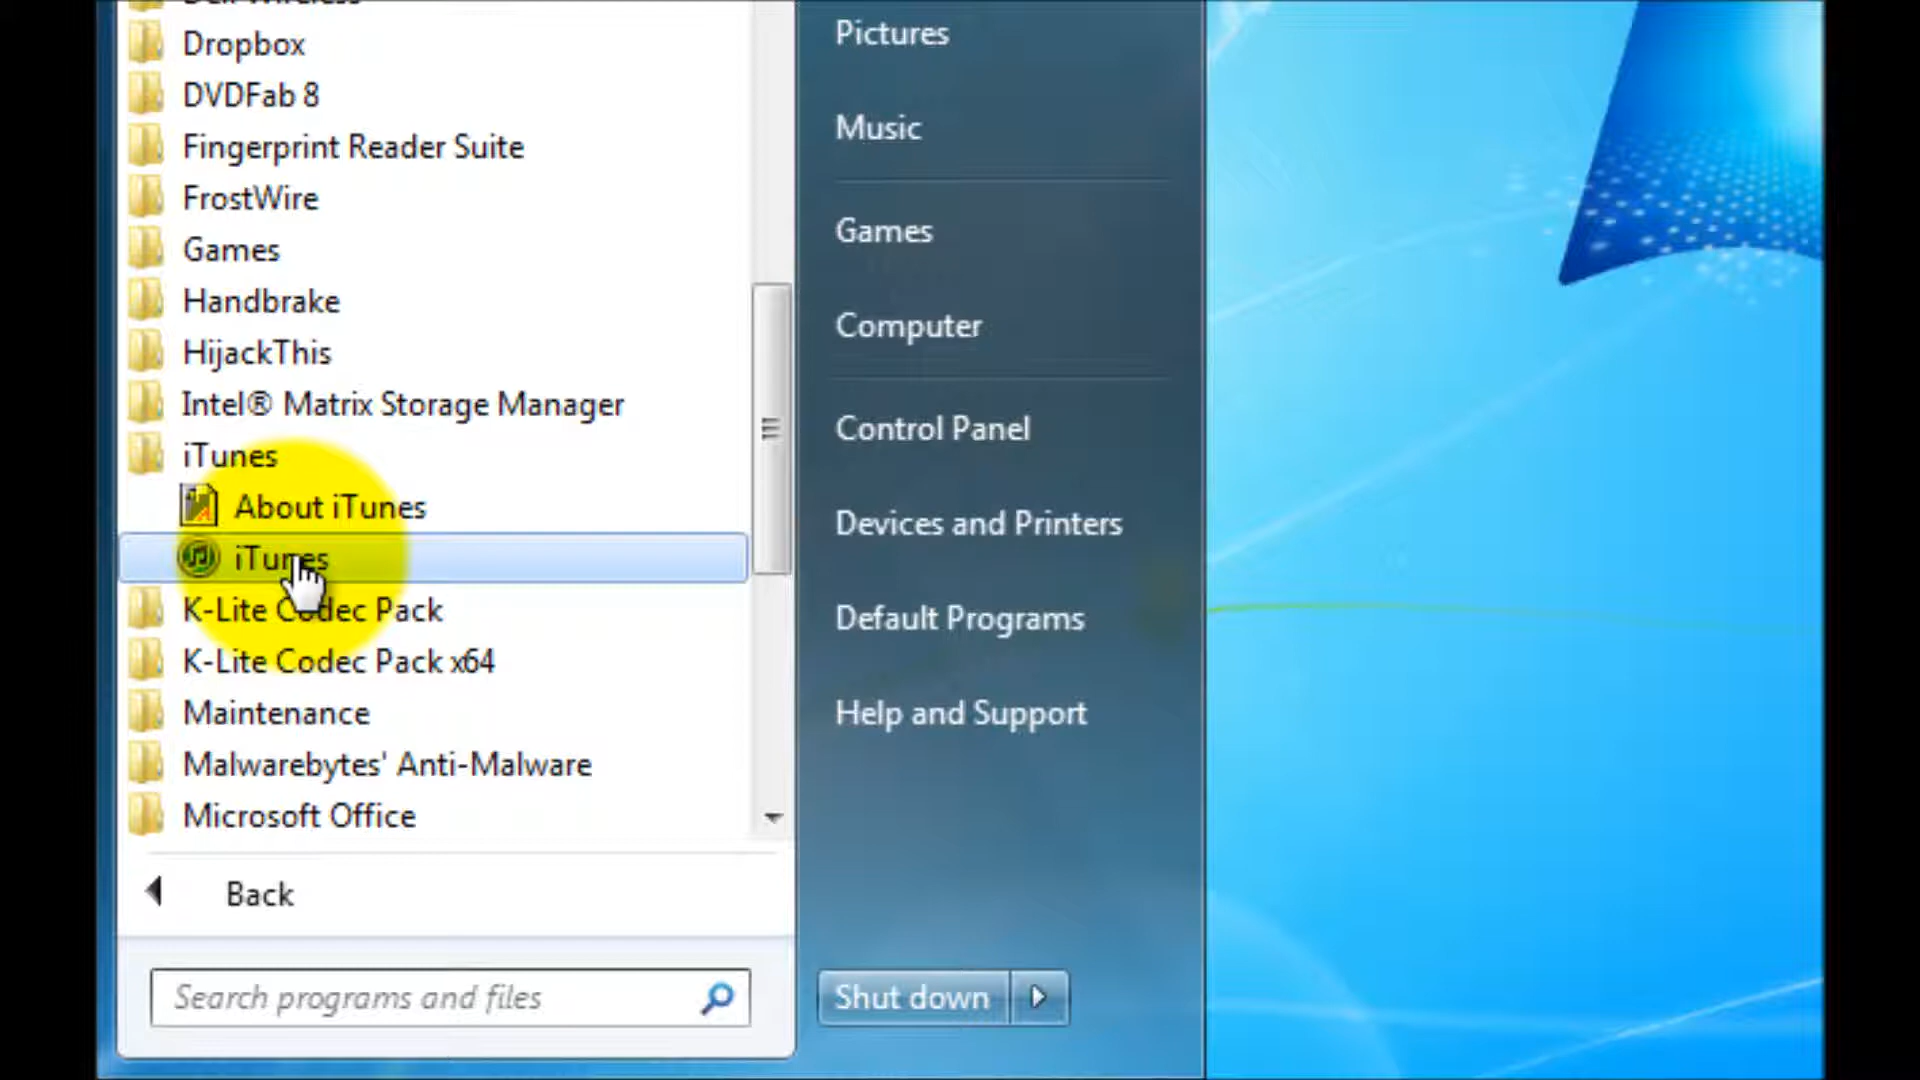 Dropbox
DVDFab 8
Fingerprint Reader Suite
FrostWire
Games
Handbrake
HijackThis
Intel® Matrix Storage Manager
iTunes
About iTunes
iTunes
K-Lite Codec Pack
K-Lite Codec Pack x64
Maintenance
Malwarebytes' Anti-Malware
Microsoft Office
Back
Search programs and files
Pictures
Music
Games
Computer
Control Panel
Devices and Printers
Default Programs
Help and Support
Shut down